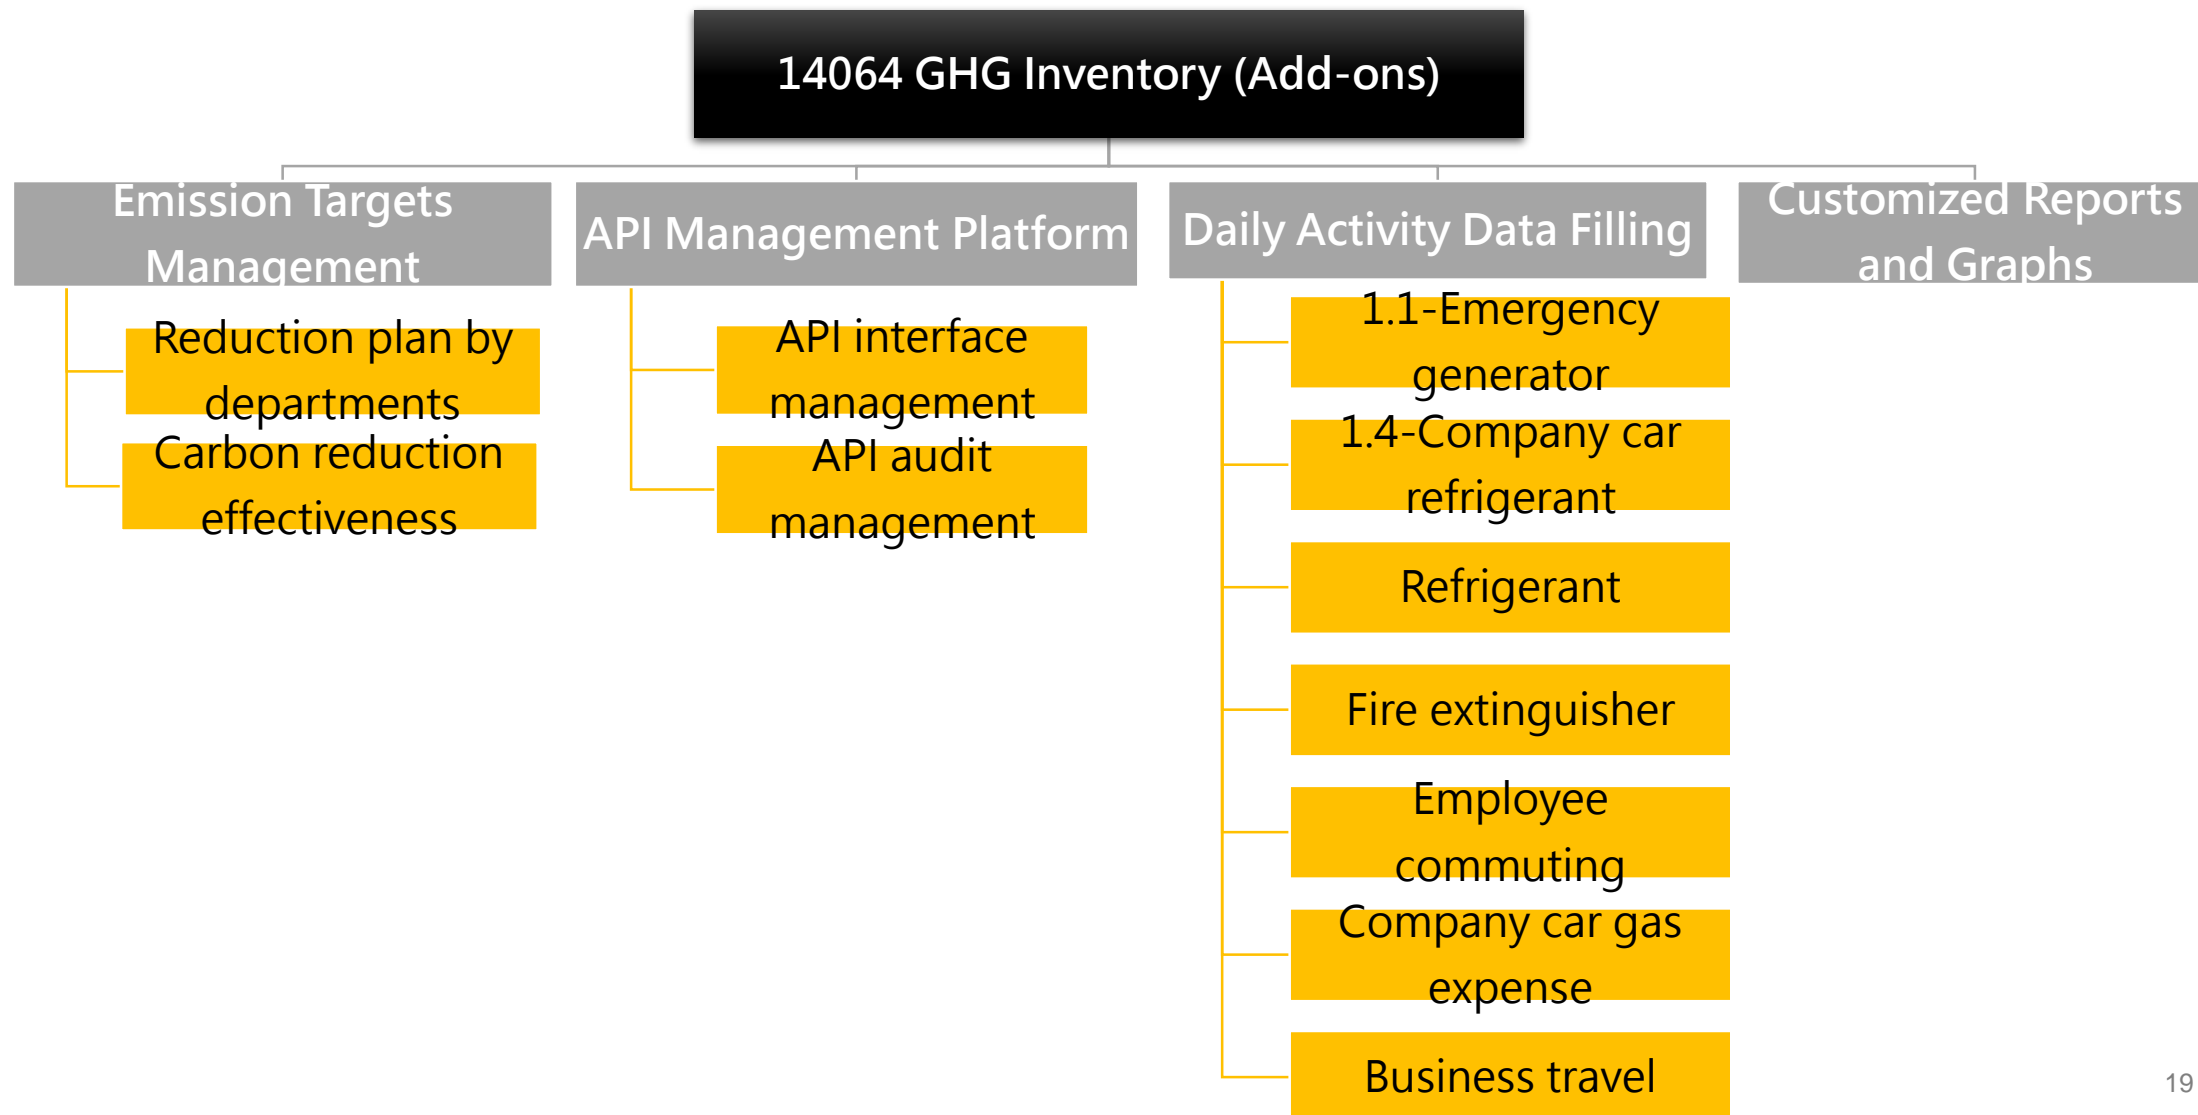 14064 GHG Inventory (Add-ons)
Emission Targets
Management
Reduction plan by
departments
Carbon reduction
effectiveness
API Management Platform
API interface
management
API audit
management
Daily Activity Data Filling
1.1-Emergency
generator
1.4-Company car
refrigerant
Refrigerant
Fire extinguisher
Employee
commuting
Company car gas
expense
Business travel
Customized Reports
and Graphs
19